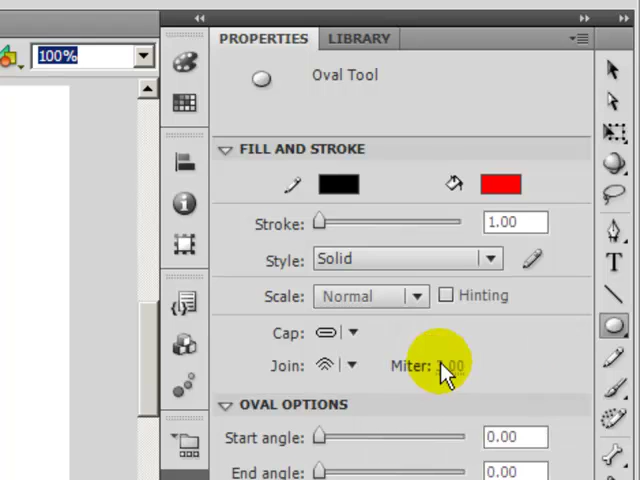 PROPERTIES LIBRARY
100%
Oval Tool
FILL AND STROKE
Stroke: 1.00
Style: Solid
Scale: Normal Hinting
Cap:
Join: Miter:
OVAL OPTIONS
Start angle: 0.00
End angle: 0.00